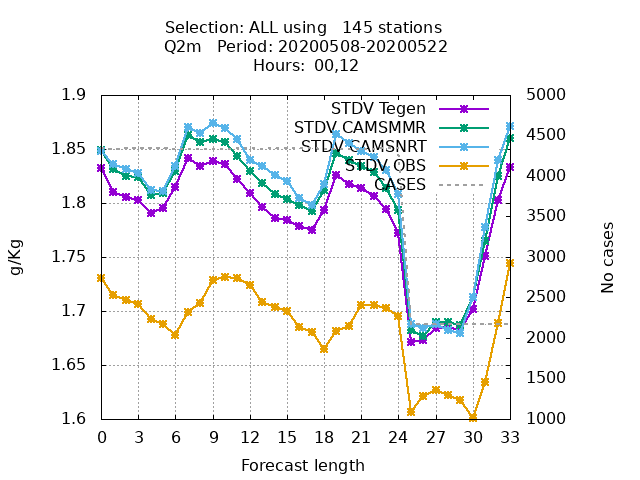 Selection: ALL using   145 stations
Q2m   Period: 20200508-20200522
Hours:  00,12
1.9
1.85
1.8
1.75
1.7
1.65
1.6
g/Kg
STDV Tegen
STDV CAMSMMR
STDV CAMSNRT
STDV OBS
CASES
5000
4500
4000
3500
3000
2500
2000
1500
1000
No cases
0 3 6 9 12 15 18 21 24 27 30 33
Forecast length